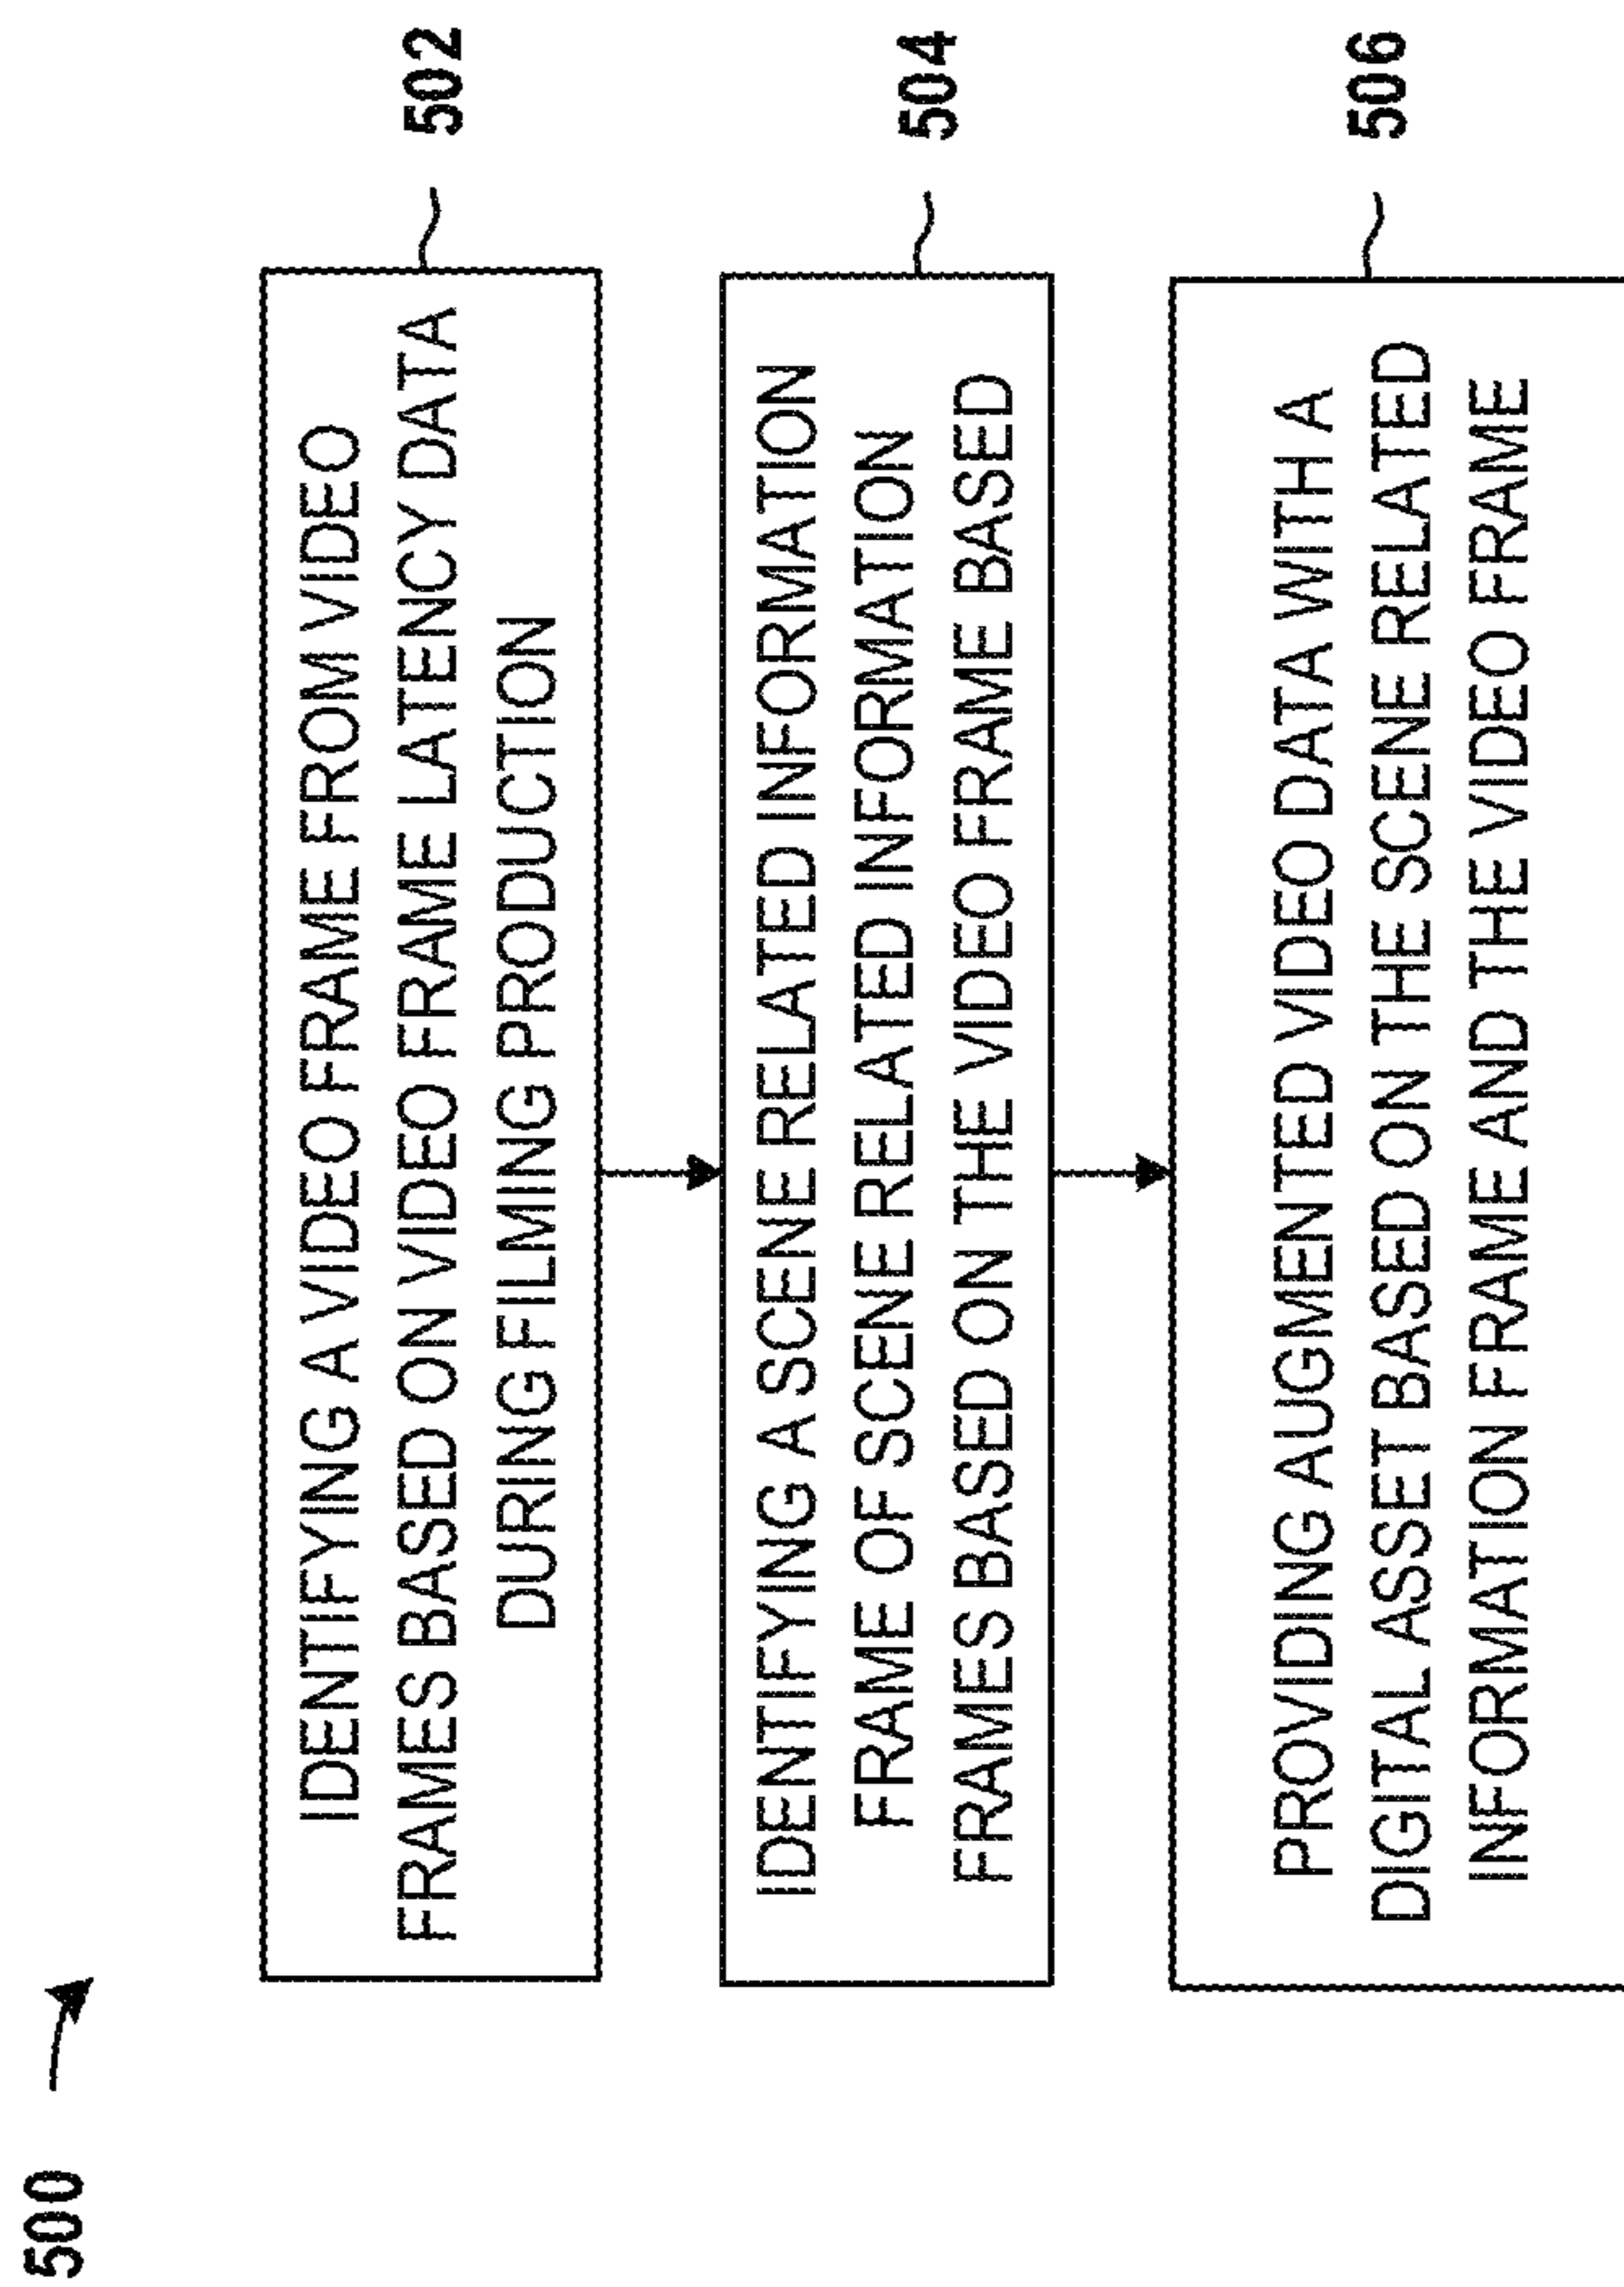 500
IDENTIFYING A VIDEO FRAME FROM VIDEO
FRAMES BASED ON VIDEO FRAME LATENCY DATA
DURING FILMING PRODUCTION
502
IDENTIFYING A SCENE RELATED INFORMATION
FRAME OF SCENE RELATED INFORMATION
FRAMES BASED ON THE VIDEO FRAME BASED
504
PROVIDING AUGMENTED VIDEO DATA WITH A
DIGITAL ASSET BASED ON THE SCENE RELATED
INFORMATION FRAME AND THE VIDEO FRAME
506